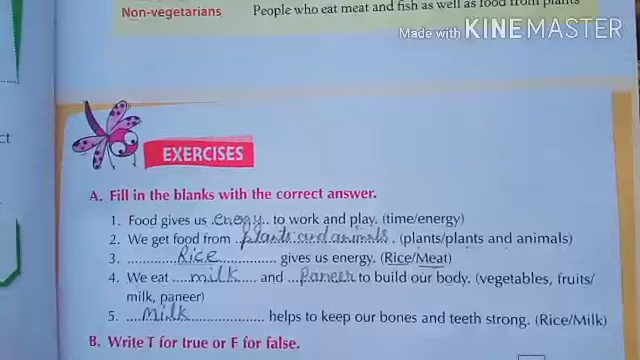 Non-vegetarians People who eat meat and fish as well as food from plants
Made with KINEMASTER
ct
EXERCISES
A. Fill in the blanks with the correct answer.
1. Food gives us .energy.. to work and play. (time/energy)
2. We get food from ..plants and animals. (plants/plants and animals)
3. .............Rice................ gives us energy. (Rice/Meat)
4. We eat ....milk.... and ...paneer to build our body. (vegetables, fruits/
milk, paneer)
5. ....Milk...................... helps to keep our bones and teeth strong. (Rice/Milk)
B. Write T for true or F for false.